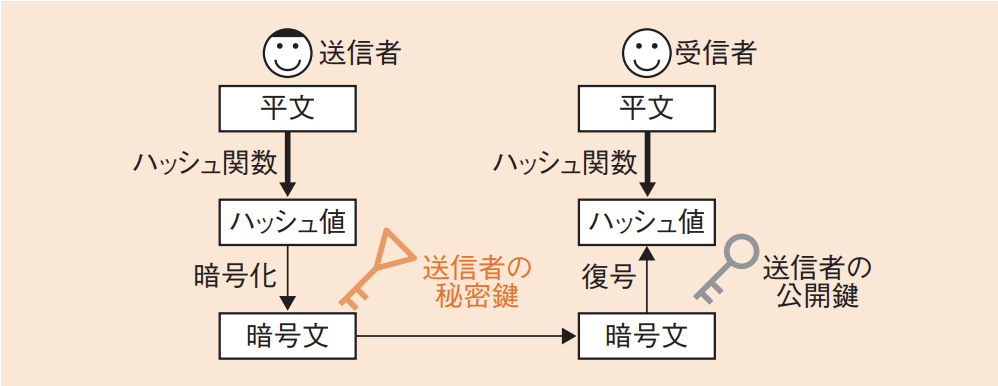 送信者
受信者
平文
平文
ハッシュ関数
ハッシュ関数
ハッシュ値
ハッシュ値
暗号化
送信者の
秘密鍵
復号
送信者の
公開鍵
暗号文
暗号文